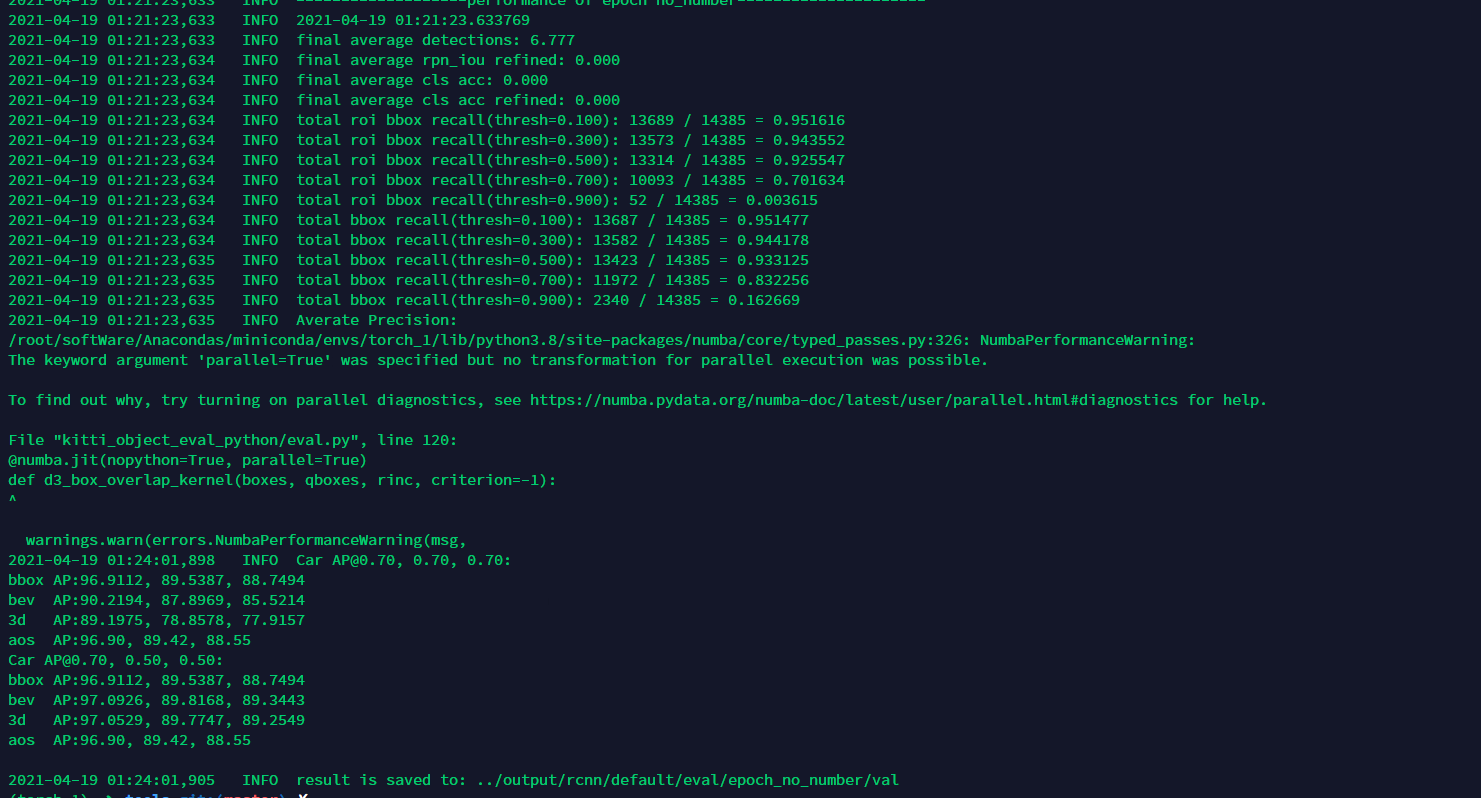 2021-04-19 01:21:23,633   INFO  -------------------performance of epoch no_number---------------------
2021-04-19 01:21:23,633   INFO  2021-04-19 01:21:23.633769
2021-04-19 01:21:23,633   INFO  final average detections: 6.777
2021-04-19 01:21:23,634   INFO  final average rpn_iou refined: 0.000
2021-04-19 01:21:23,634   INFO  final average cls acc: 0.000
2021-04-19 01:21:23,634   INFO  final average cls acc refined: 0.000
2021-04-19 01:21:23,634   INFO  total roi bbox recall(thresh=0.100): 13689 / 14385 = 0.951616
2021-04-19 01:21:23,634   INFO  total roi bbox recall(thresh=0.300): 13573 / 14385 = 0.943552
2021-04-19 01:21:23,634   INFO  total roi bbox recall(thresh=0.500): 13314 / 14385 = 0.925547
2021-04-19 01:21:23,634   INFO  total roi bbox recall(thresh=0.700): 10093 / 14385 = 0.701634
2021-04-19 01:21:23,634   INFO  total roi bbox recall(thresh=0.900): 52 / 14385 = 0.003615
2021-04-19 01:21:23,634   INFO  total bbox recall(thresh=0.100): 13687 / 14385 = 0.951477
2021-04-19 01:21:23,634   INFO  total bbox recall(thresh=0.300): 13582 / 14385 = 0.944178
2021-04-19 01:21:23,635   INFO  total bbox recall(thresh=0.500): 13423 / 14385 = 0.933125
2021-04-19 01:21:23,635   INFO  total bbox recall(thresh=0.700): 11972 / 14385 = 0.832256
2021-04-19 01:21:23,635   INFO  total bbox recall(thresh=0.900): 2340 / 14385 = 0.162669
2021-04-19 01:21:23,635   INFO  Averate Precision:
/root/softWare/Anacondas/miniconda/envs/torch_1/lib/python3.8/site-packages/numba/core/typed_passes.py:326: NumbaPerformanceWarning:
The keyword argument 'parallel=True' was specified but no transformation for parallel execution was possible.
To find out why, try turning on parallel diagnostics, see https://numba.pydata.org/numba-doc/latest/user/parallel.html#diagnostics for help.
File "kitti_object_eval_python/eval.py", line 120:
@numba.jit(nopython=True, parallel=True)
def d3_box_overlap_kernel(boxes, qboxes, rinc, criterion=-1):
^
  warnings.warn(errors.NumbaPerformanceWarning(msg,
2021-04-19 01:24:01,898   INFO  Car AP@0.70, 0.70, 0.70:
bbox AP:96.9112, 89.5387, 88.7494
bev  AP:90.2194, 87.8969, 85.5214
3d   AP:89.1975, 78.8578, 77.9157
aos  AP:96.90, 89.42, 88.55
Car AP@0.70, 0.50, 0.50:
bbox AP:96.9112, 89.5387, 88.7494
bev  AP:97.0926, 89.8168, 89.3443
3d   AP:97.0529, 89.7747, 89.2549
aos  AP:96.90, 89.42, 88.55
2021-04-19 01:24:01,905   INFO  result is saved to: ../output/rcnn/default/eval/epoch_no_number/val